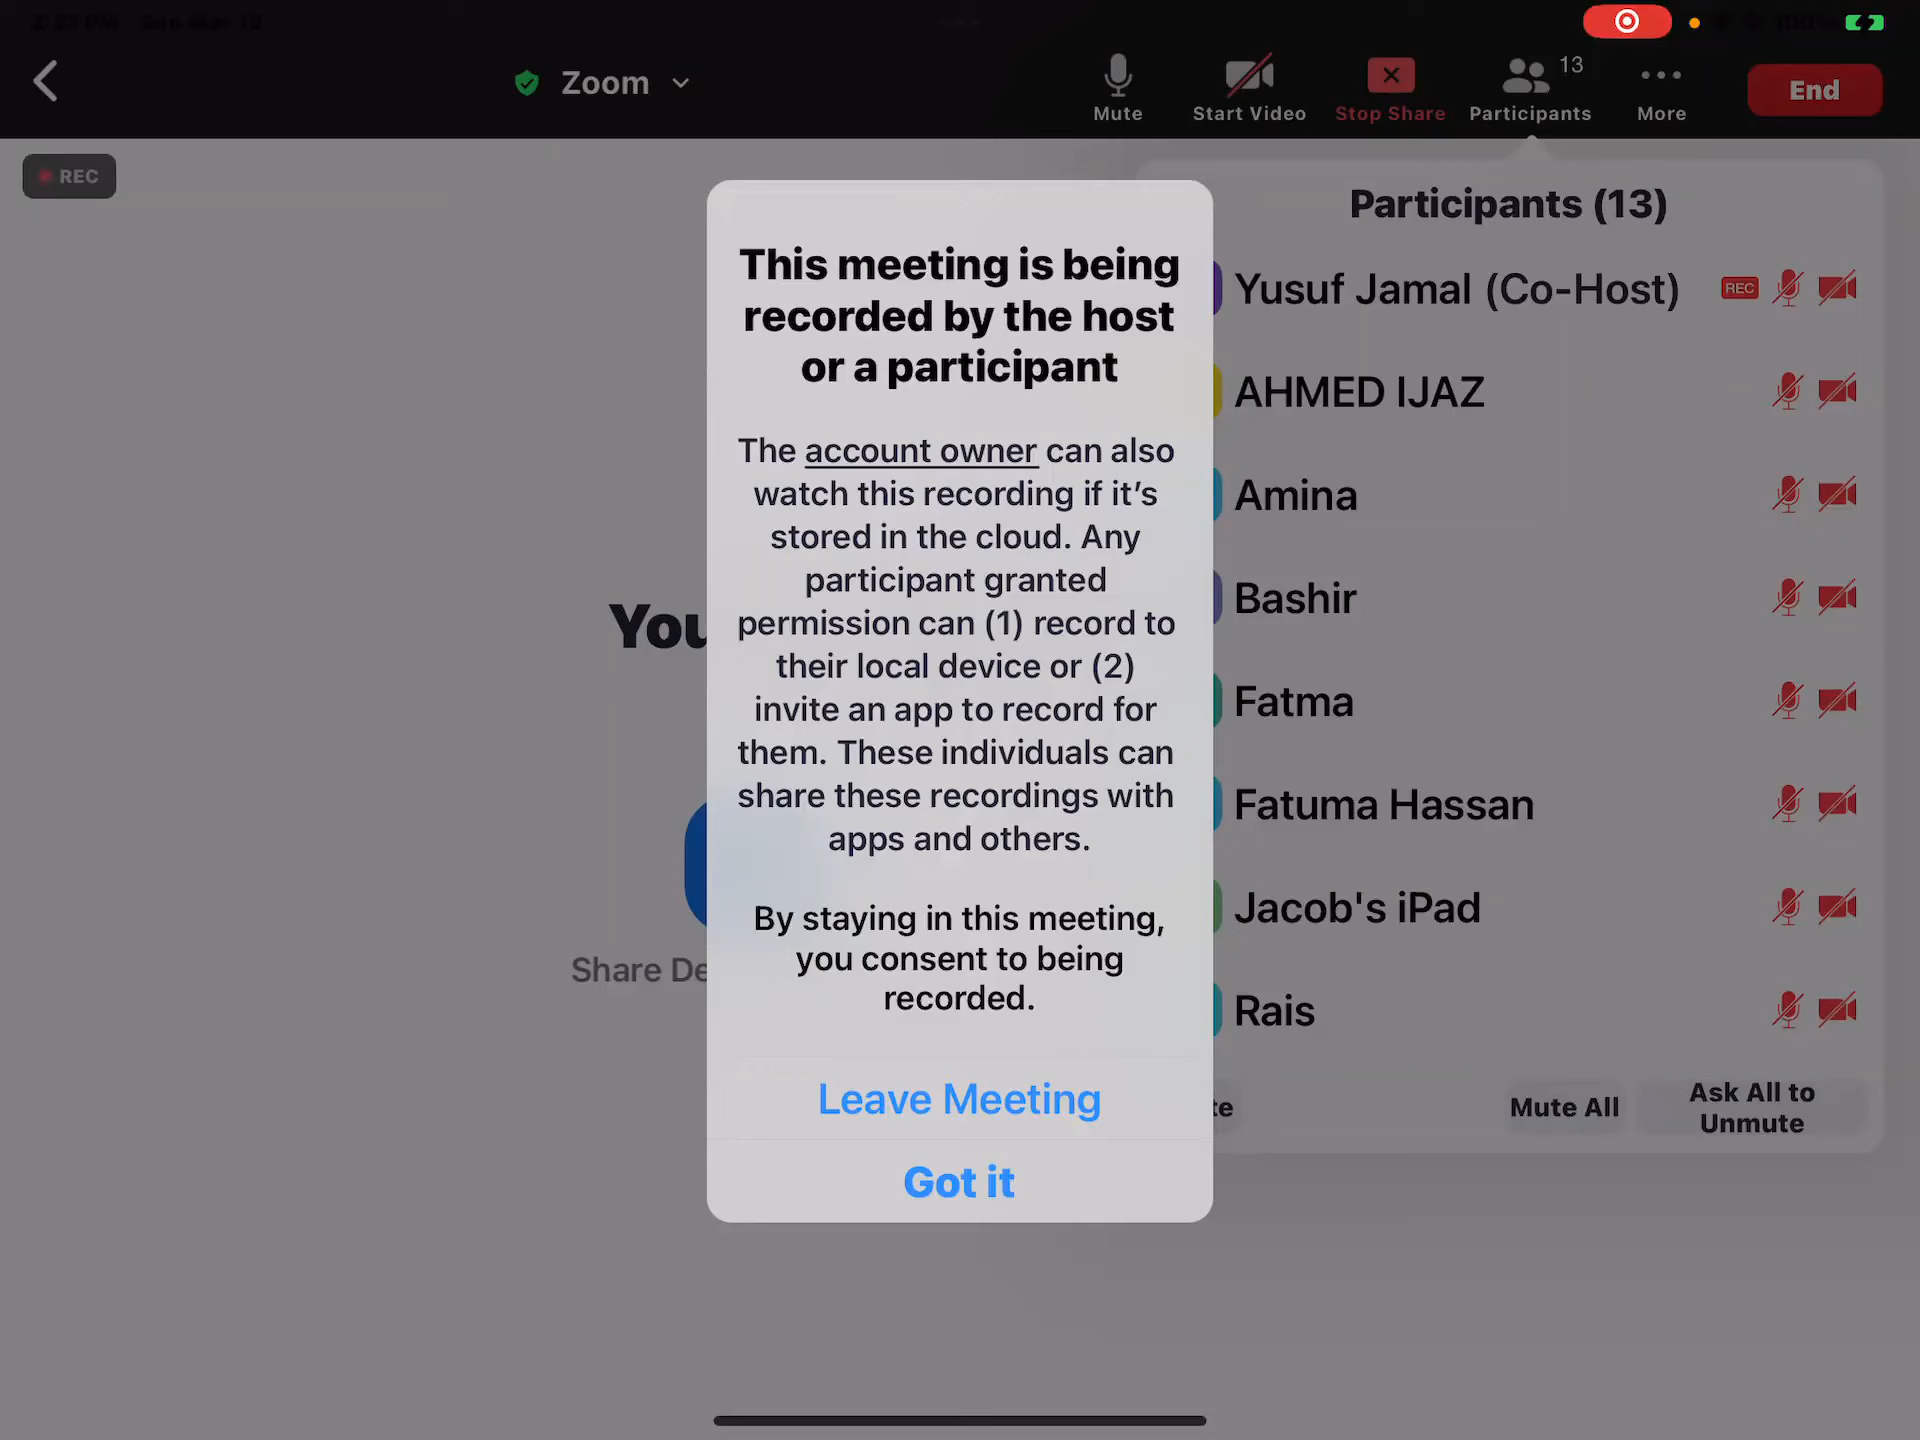 Zoom
Mute
Start Video
Stop Share
Participants
13
More
End
REC
Participants (13)
Yusuf Jamal (Co-Host)
REC
AHMED IJAZ
Amina
Bashir
Fatma
Fatuma Hassan
Jacob's iPad
Rais
te
Mute All
Ask All to
Unmute
You
Share De
This meeting is being
recorded by the host
or a participant
The account owner can also
watch this recording if it’s
stored in the cloud. Any
participant granted
permission can (1) record to
their local device or (2)
invite an app to record for
them. These individuals can
share these recordings with
apps and others.
By staying in this meeting,
you consent to being
recorded.
Leave Meeting
Got it